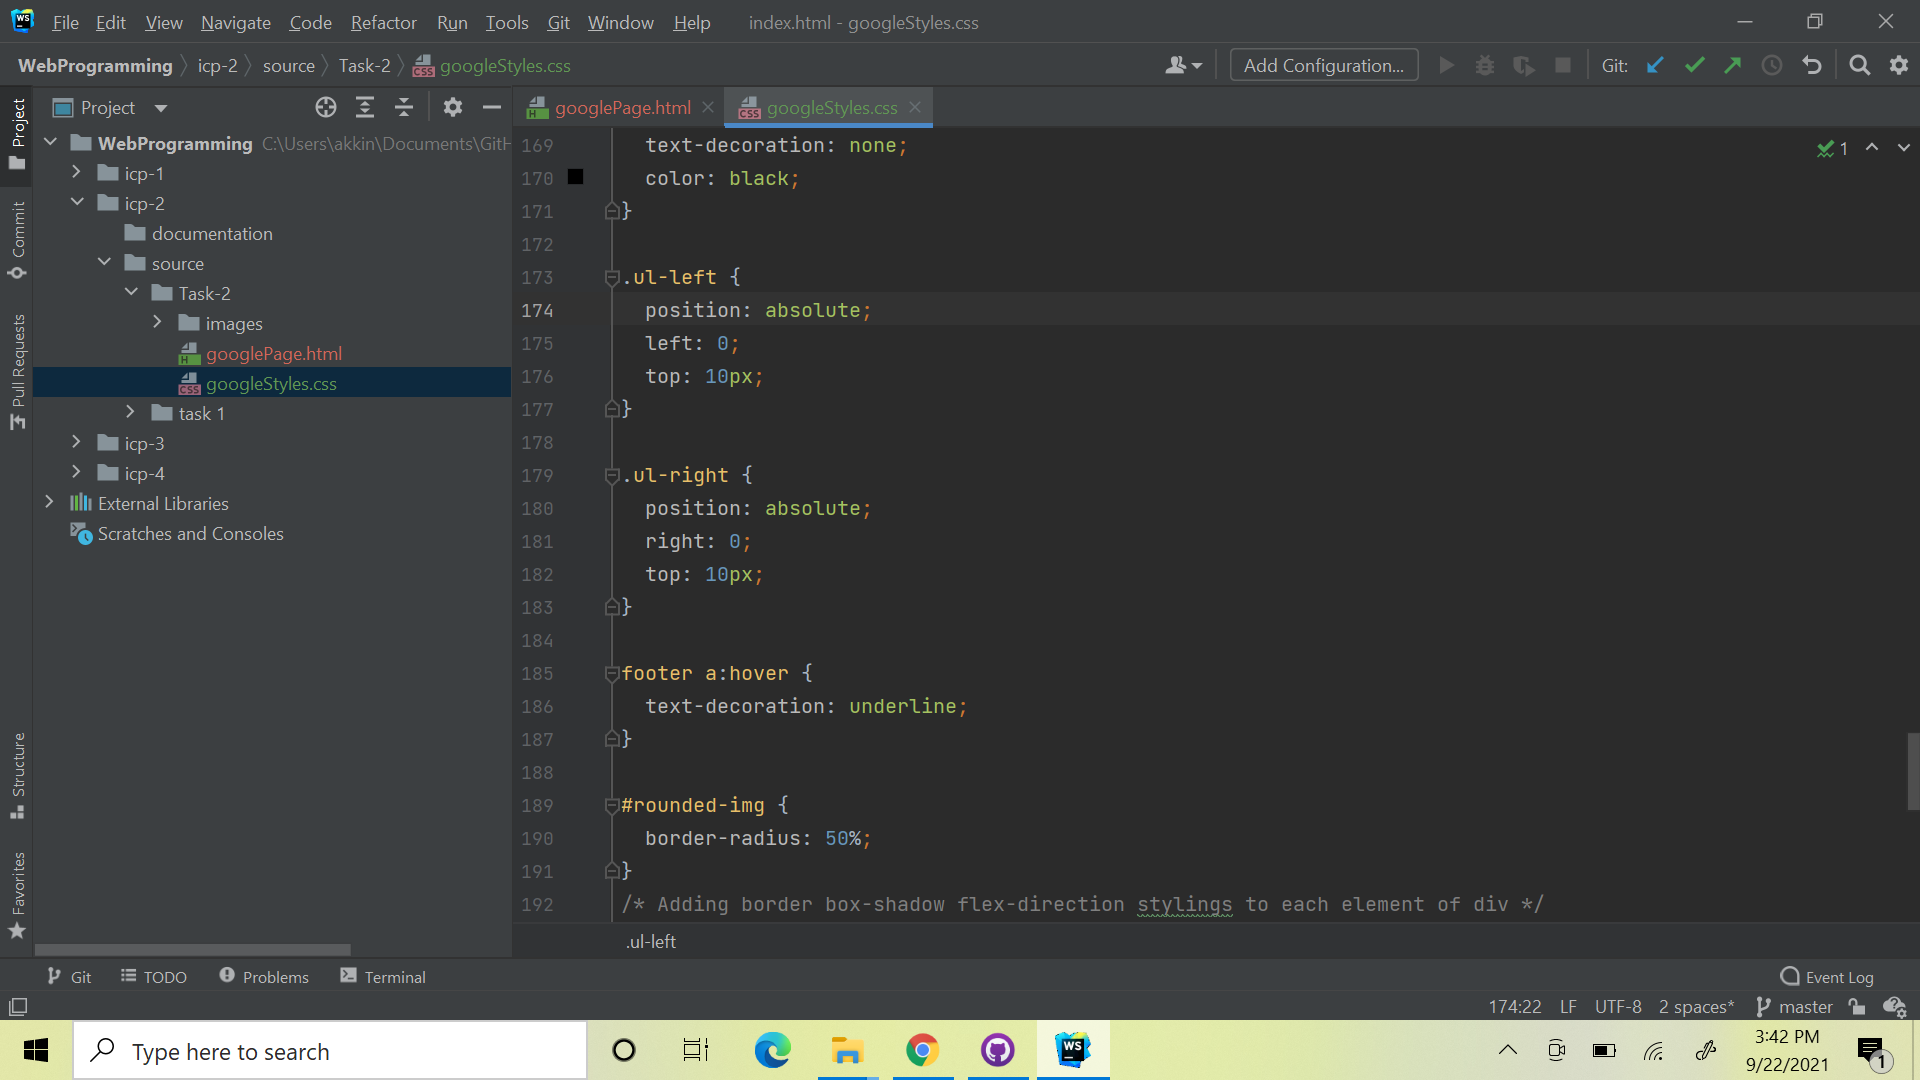 WS File Edit View Navigate Code Refactor Run Tools Git Window Help index.html - googleStyles.css
WebProgramming icp-2 source Task-2 CSS googleStyles.css Add Configuration... Git:
Project
H googlePage.html CSS googleStyles.css
WebProgramming C:\Users\akkin\Documents\GitH
icp-1
icp-2
documentation
source
Task-2
images
H googlePage.html
CSS googleStyles.css
task 1
icp-3
icp-4
External Libraries
Scratches and Consoles
Project
Commit
Pull Requests
Structure
Favorites
1
169 text-decoration: none;
170 color: black;
171 }
172
173 .ul-left {
174 position: absolute;
175 left: 0;
176 top: 10px;
177 }
178
179 .ul-right {
180 position: absolute;
181 right: 0;
182 top: 10px;
183 }
184
185 footer a:hover {
186 text-decoration: underline;
187 }
188
189 #rounded-img {
190 border-radius: 50%;
191 }
192 /* Adding border box-shadow flex-direction stylings to each element of div */
.ul-left
Git TODO Problems Terminal Event Log
174:22 LF UTF-8 2 spaces* master
Type here to search WS 3:42 PM
9/22/2021 1